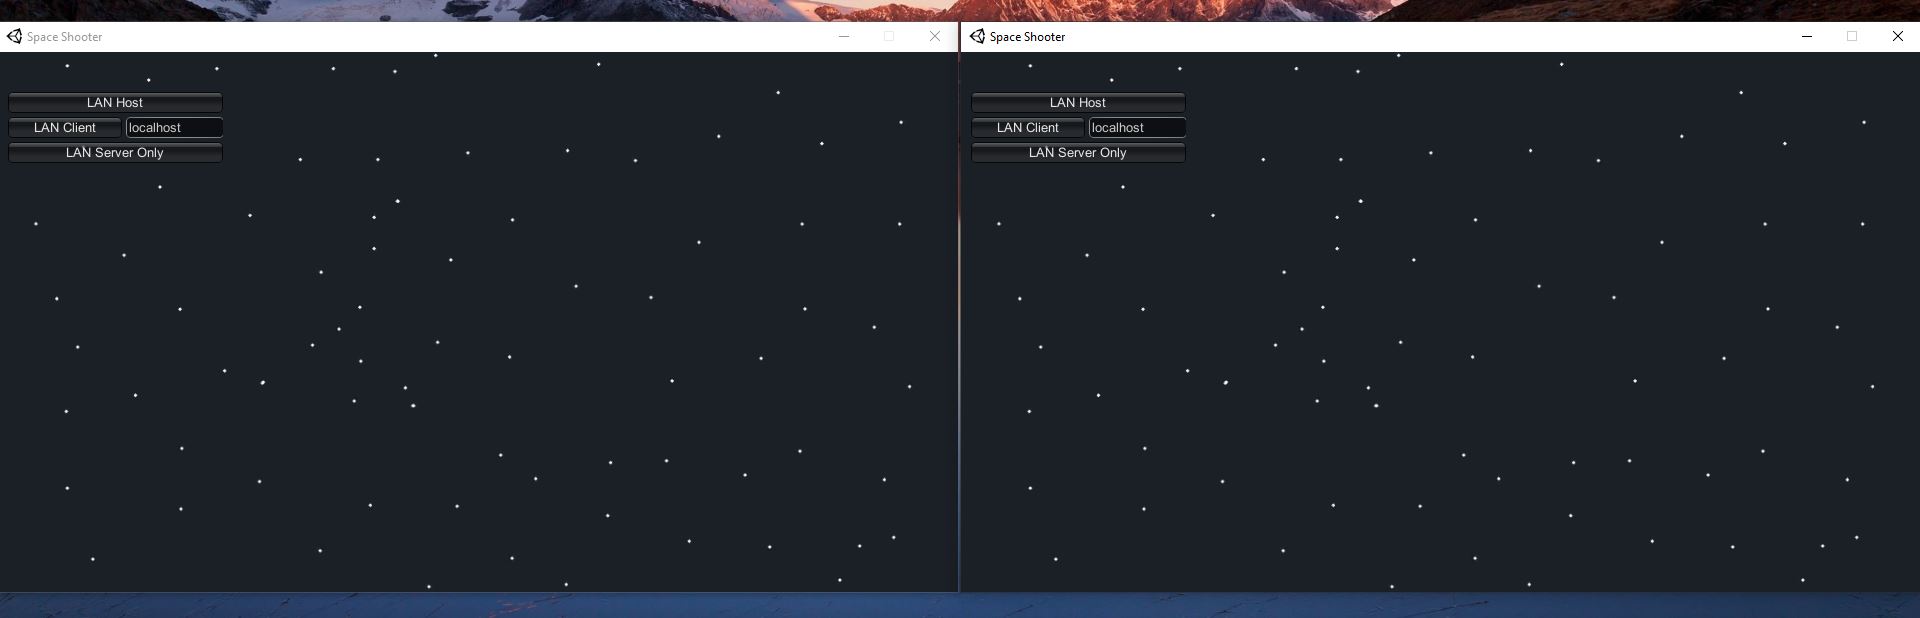 Space Shooter
LAN Host
LAN Client localhost
LAN Server Only
Space Shooter
LAN Host
LAN Client localhost
LAN Server Only